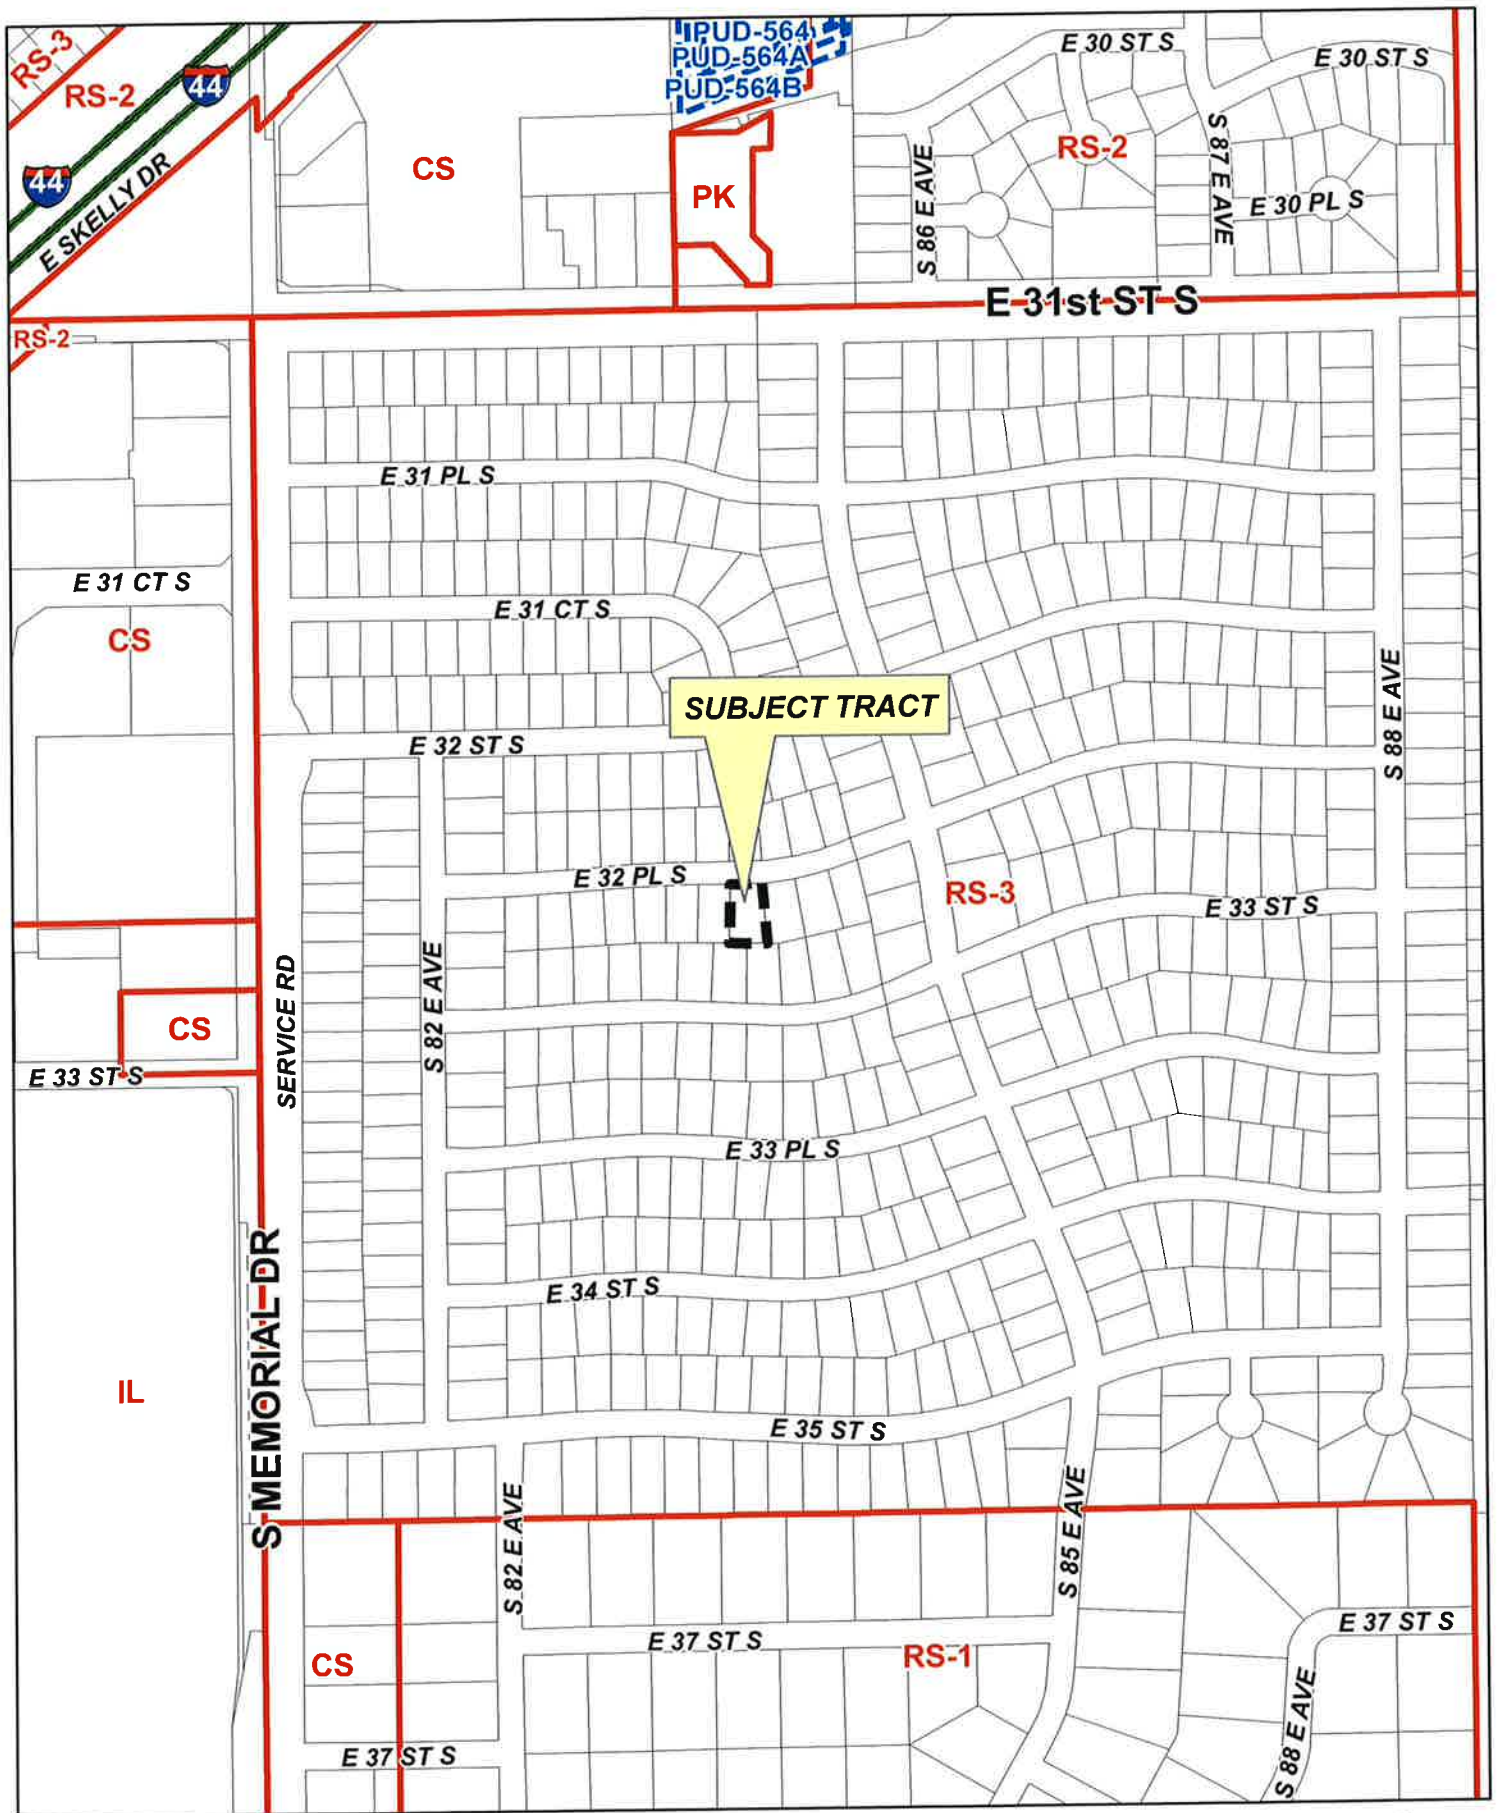 RS-3
RS-2
44
44
E SKELLY DR
CS
PUD-564
PUD-564A
PUD-564B
PK
E 30 ST S
E 30 ST S
RS-2
S 86 E AVE
S 87 E AVE
E 30 PL S
E 31st ST S
RS-2
E 31 PL S
E 31 CT S
E 31 CT S
CS
SUBJECT TRACT
E 32 ST S
S 88 E AVE
E 32 PL S
RS-3
E 33 ST S
S 82 E AVE
SERVICE RD
CS
E 33 ST S
E 33 PL S
E 34 ST S
S MEMORIAL DR
IL
E 35 ST S
S 82 E AVE
S 85 E AVE
E 37 ST S
RS-1
E 37 ST S
CS
S 88 E AVE
E 37 ST S